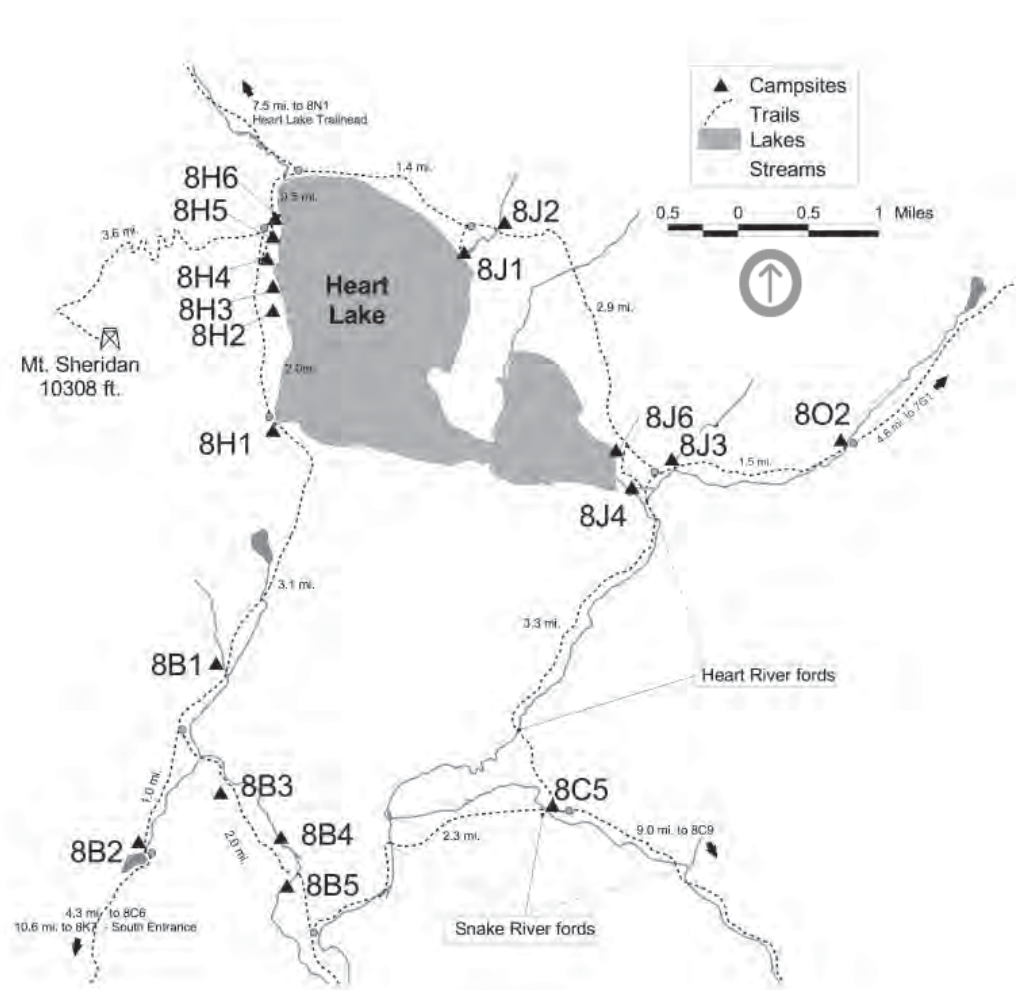 Campsites
Trails
Lakes
Streams
0.5 0 0.5 1 Miles
7.5 mi. to 8N1
Heart Lake Trailhead
1.4 mi.
8H6
0.5 mi.
8H5
3.6 mi.
8H4
8H3
8H2
Heart
Lake
8J2
8J1
2.9 mi.
Mt. Sheridan
10308 ft.
2.0mi.
8H1
8J6
8J3
8O2
4.8 mi. to 7G1
1.5 mi.
8J4
3.1 mi.
3.3 mi.
8B1
Heart River fords
1.0 mi.
8B3
8C5
8B4
2.3 mi.
9.0 mi. to 8C9
2.0 mi.
8B2
8B5
4.3 mi. to 8C6
10.6 mi. to 8K7 - South Entrance
Snake River fords